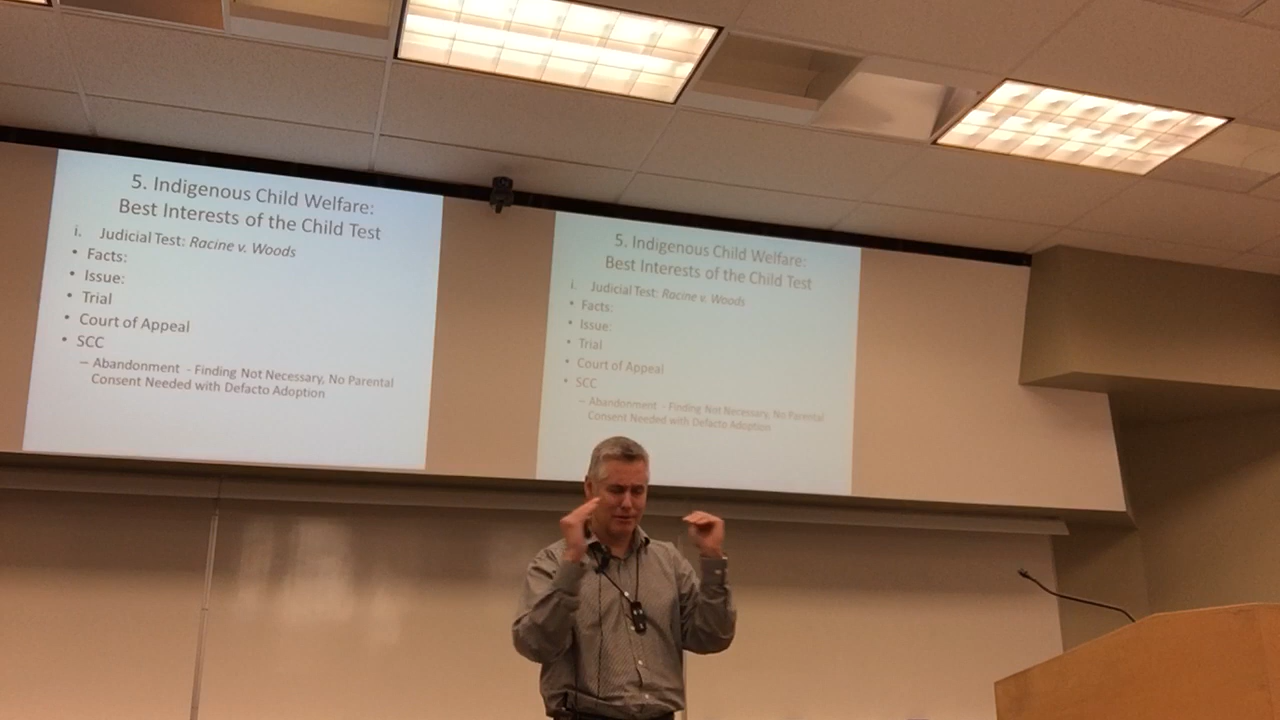 5. Indigenous Child Welfare:
Best Interests of the Child Test
i. Judicial Test: Racine v. Woods
• Facts:
• Issue:
• Trial
• Court of Appeal
• SCC
– Abandonment - Finding Not Necessary, No Parental
Consent Needed with Defacto Adoption
5. Indigenous Child Welfare:
Best Interests of the Child Test
i. Judicial Test: Racine v. Woods
• Facts:
• Issue:
• Trial
• Court of Appeal
• SCC
– Abandonment - Finding Not Necessary, No Parental
Consent Needed with Defacto Adoption